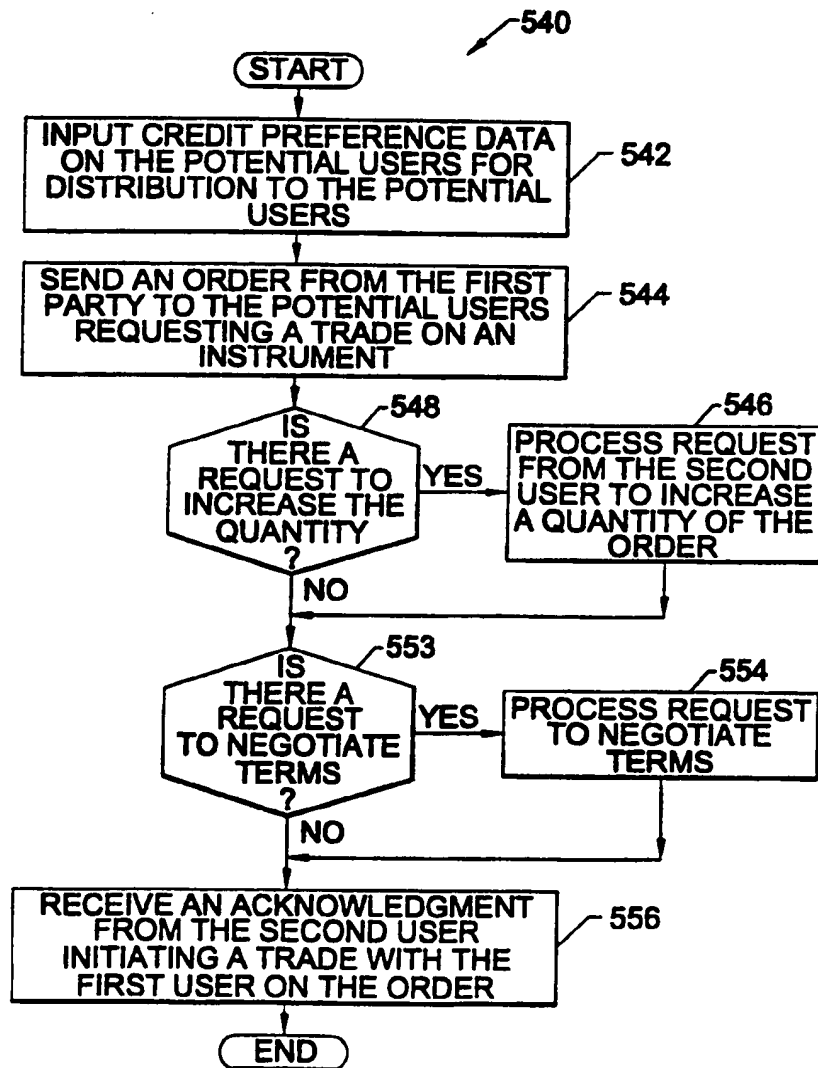 540
START
INPUT CREDIT PREFERENCE DATA
ON THE POTENTIAL USERS FOR
DISTRIBUTION TO THE POTENTIAL
USERS
542
SEND AN ORDER FROM THE FIRST
PARTY TO THE POTENTIAL USERS
REQUESTING A TRADE ON AN
INSTRUMENT
544
548
IS
THERE A
REQUEST TO
INCREASE THE
QUANTITY
?
YES
546
PROCESS REQUEST
FROM THE SECOND
USER TO INCREASE
A QUANTITY OF THE
ORDER
NO
553
IS
THERE A
REQUEST
TO NEGOTIATE
TERMS
?
YES
554
PROCESS REQUEST
TO NEGOTIATE
TERMS
NO
RECEIVE AN ACKNOWLEDGMENT
FROM THE SECOND USER
INITIATING A TRADE WITH THE
FIRST USER ON THE ORDER
556
END